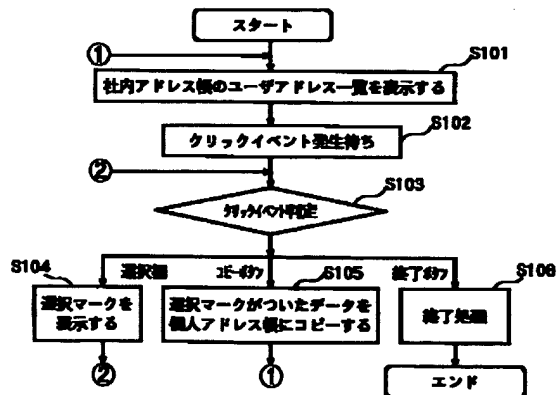 スタート
①
S101
社内アドレス帳のユーザアドレス一覧を表示する
S102
クリックイベント発生待ち
②
S103
クリックイベント判定
S104
選択欄
コピーボタン
S105
終了ボタン
S106
選択マークを
表示する
選択マークがついたデータを
個人アドレス帳にコピーする
終了処理
②
①
エンド